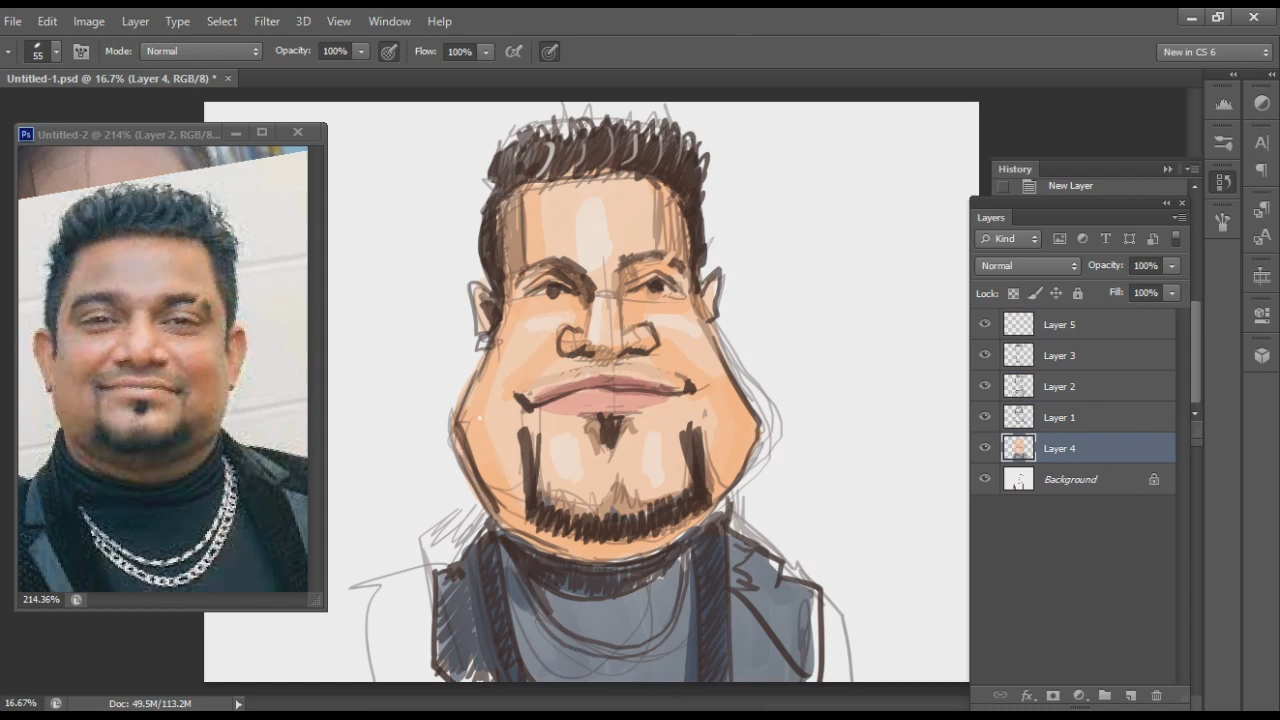 File Edit Image Layer Type Select Filter 3D View Window Help
55 Mode: Normal Opacity: 100% Flow: 100% New in CS 6
Untitled-1.psd @ 16.7% (Layer 4, RGB/8) * ×
Ps Untitled-2 @ 214% (Layer 2, RGB/8...
214.36%
History
New Layer
Layers
Kind
Normal Opacity: 100%
Lock: Fill: 100%
Layer 5
Layer 3
Layer 2
Layer 1
Layer 4
Background
fx
16.67% Doc: 49.5M/113.2M